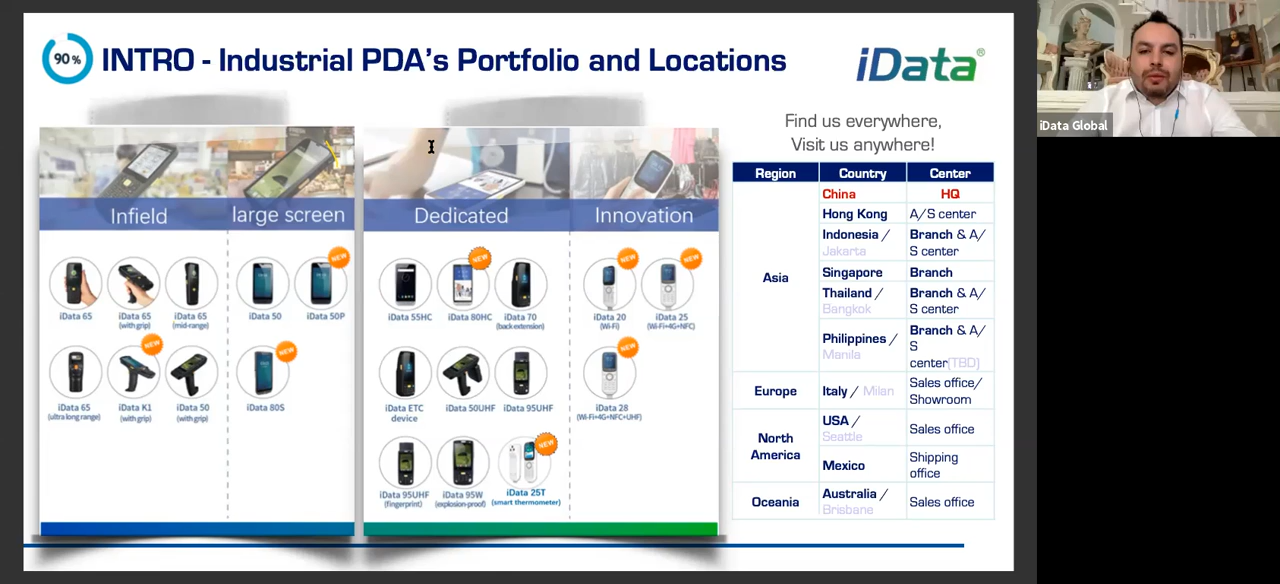 90 %
INTRO - Industrial PDA's Portfolio and Locations
iData®
Infield
large screen
iData 65
iData 65
(with grip)
iData 65
(mid-range)
iData 50
NEW
iData 50P
iData 65
(ultra long range)
NEW
iData K1
(with grip)
iData 50
(with grip)
NEW
iData 80S
Dedicated
Innovation
iData 55HC
NEW
iData 80HC
iData 70
(back extension)
NEW
iData 20
(Wi-Fi)
NEW
iData 25
(Wi-Fi+4G+NFC)
iData ETC
device
iData 50UHF
iData 95UHF
NEW
iData 28
(Wi-Fi+4G+NFC+UHF)
iData 95UHF
(fingerprint)
iData 95W
(explosion-proof)
NEW
iData 25T
(smart thermometer)
Find us everywhere,
Visit us anywhere!
Region Country Center
Asia
China HQ
Hong Kong A/S center
Indonesia / Branch & A/
Jakarta S center
Singapore Branch
Thailand / Branch & A/
Bangkok S center
Philippines / Branch & A/
Manila S
center(TBD)
Europe Italy / Milan Sales office/
Showroom
North
America
USA / Sales office
Seattle
Mexico Shipping
office
Oceania Australia / Sales office
Brisbane
iData Global